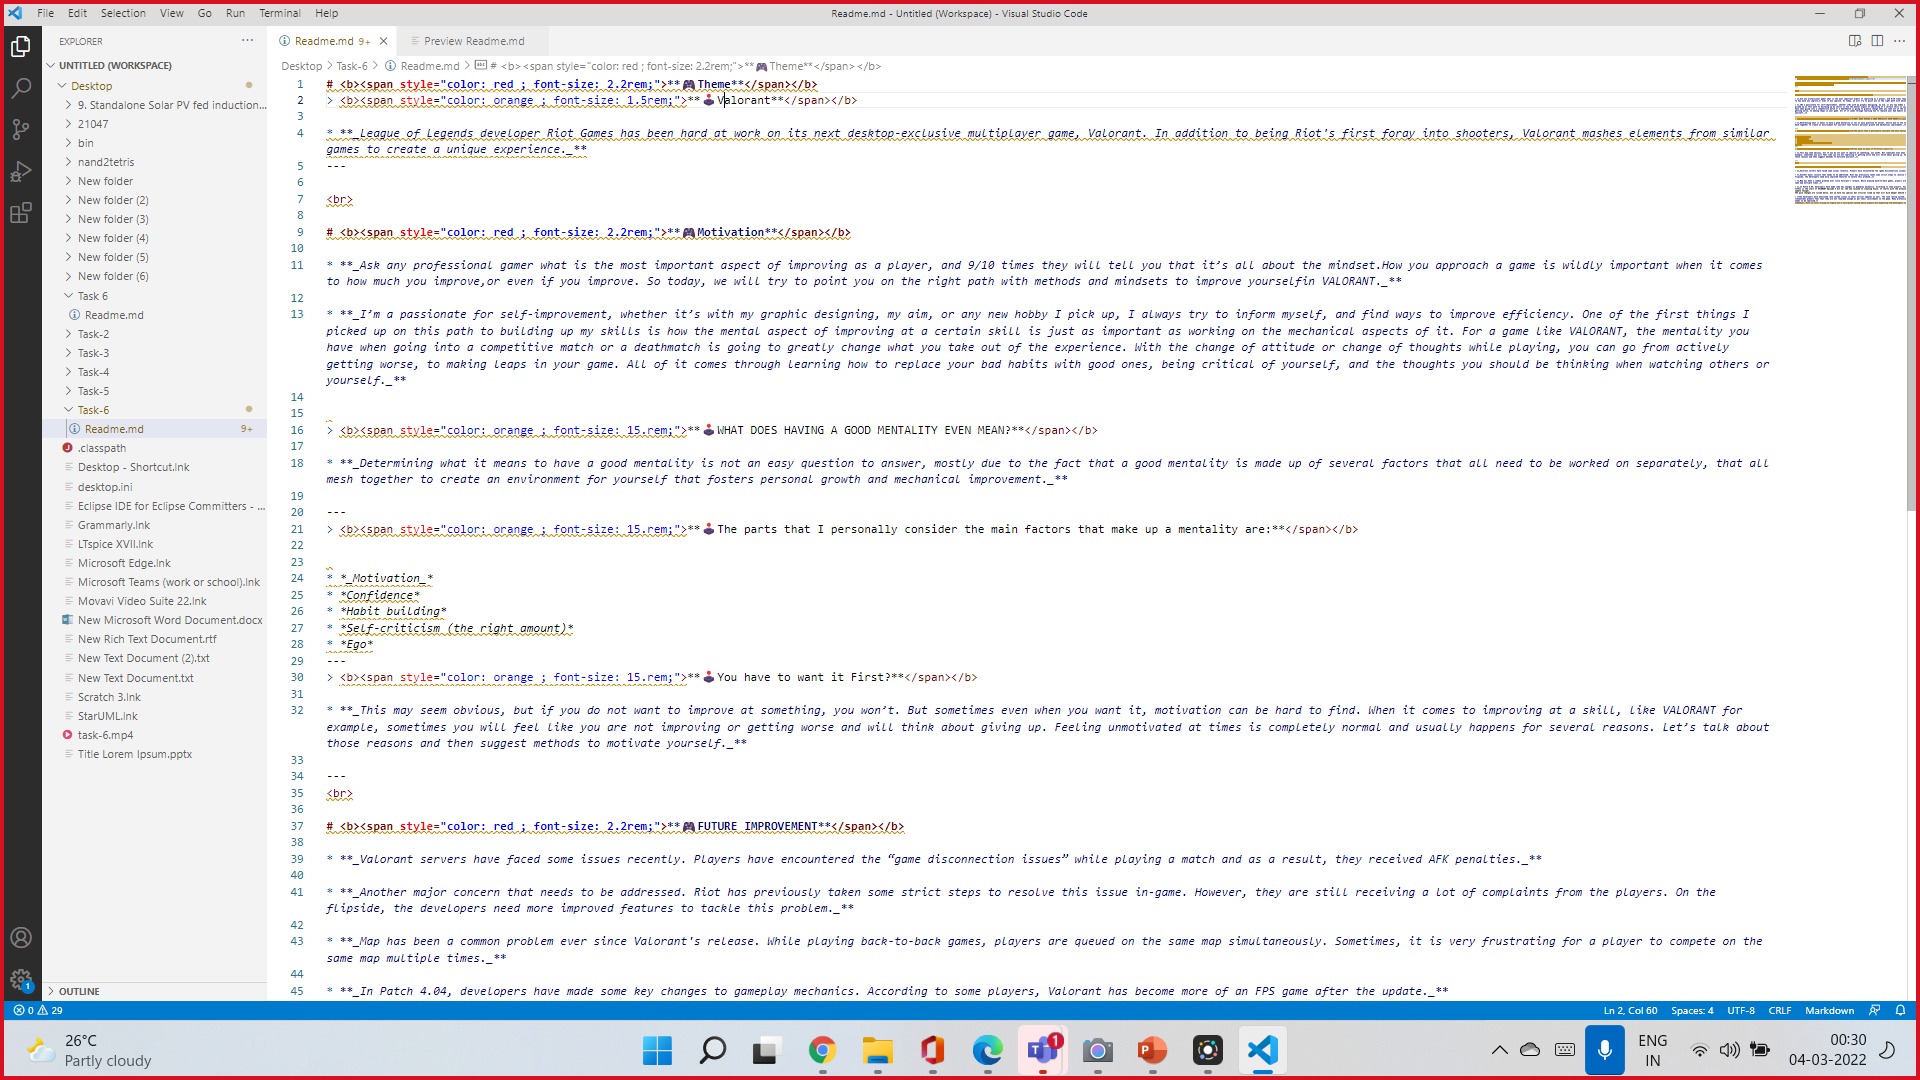 File Edit Selection View Go Run Terminal Help
Readme.md - Untitled (Workspace) - Visual Studio Code
EXPLORER
Readme.md 9+
Preview Readme.md
UNTITLED (WORKSPACE)
Desktop
9. Standalone Solar PV fed induction...
21047
bin
nand2tetris
New folder
New folder (2)
New folder (3)
New folder (4)
New folder (5)
New folder (6)
Task 6
Readme.md
Task-2
Task-3
Task-4
Task-5
Task-6
Readme.md 9+
.classpath
Desktop - Shortcut.lnk
desktop.ini
Eclipse IDE for Eclipse Committers - ...
Grammarly.lnk
LTspice XVII.lnk
Microsoft Edge.lnk
Microsoft Teams (work or school).lnk
Movavi Video Suite 22.lnk
New Microsoft Word Document.docx
New Rich Text Document.rtf
New Text Document (2).txt
New Text Document.txt
Scratch 3.lnk
StarUML.lnk
task-6.mp4
Title Lorem Ipsum.pptx
OUTLINE
Desktop > Task-6 > Readme.md > # <b><span style="color: red ; font-size: 2.2rem;">**🎮Theme**</span></b>
1 # <b><span style="color: red ; font-size: 2.2rem;">**🎮Theme**</span></b>
2 > <b><span style="color: orange ; font-size: 1.5rem;">**🕹️Valorant**</span></b>
3
4 * **_League of Legends developer Riot Games has been hard at work on its next desktop-exclusive multiplayer game, Valorant. In addition to being Riot's first foray into shooters, Valorant mashes elements from similar
games to create a unique experience._**
5 ---
6
7 <br>
8
9 # <b><span style="color: red ; font-size: 2.2rem;">**🎮Motivation**</span></b>
10
11 * **_Ask any professional gamer what is the most important aspect of improving as a player, and 9/10 times they will tell you that it’s all about the mindset.How you approach a game is wildly important when it comes
to how much you improve,or even if you improve. So today, we will try to point you on the right path with methods and mindsets to improve yourselfin VALORANT._**
12
13 * **_I’m a passionate for self-improvement, whether it’s with my graphic designing, my aim, or any new hobby I pick up, I always try to inform myself, and find ways to improve efficiency. One of the first things I
picked up on this path to building up my skills is how the mental aspect of improving at a certain skill is just as important as working on the mechanical aspects of it. For a game like VALORANT, the mentality you
have when going into a competitive match or a deathmatch is going to greatly change what you take out of the experience. With the change of attitude or change of thoughts while playing, you can go from actively
getting worse, to making leaps in your game. All of it comes through learning how to replace your bad habits with good ones, being critical of yourself, and the thoughts you should be thinking when watching others or
yourself._**
14
15
16 > <b><span style="color: orange ; font-size: 15.rem;">**🕹️WHAT DOES HAVING A GOOD MENTALITY EVEN MEAN?**</span></b>
17
18 * **_Determining what it means to have a good mentality is not an easy question to answer, mostly due to the fact that a good mentality is made up of several factors that all need to be worked on separately, that all
mesh together to create an environment for yourself that fosters personal growth and mechanical improvement._**
19
20 ---
21 > <b><span style="color: orange ; font-size: 15.rem;">**🕹️The parts that I personally consider the main factors that make up a mentality are:**</span></b>
22
23
24 * *_Motivation_*
25 * *Confidence*
26 * *Habit building*
27 * *Self-criticism (the right amount)*
28 * *Ego*
29 ---
30 > <b><span style="color: orange ; font-size: 15.rem;">**🕹️You have to want it First?**</span></b>
31
32 * **_This may seem obvious, but if you do not want to improve at something, you won’t. But sometimes even when you want it, motivation can be hard to find. When it comes to improving at a skill, like VALORANT for
example, sometimes you will feel like you are not improving or getting worse and will think about giving up. Feeling unmotivated at times is completely normal and usually happens for several reasons. Let’s talk about
those reasons and then suggest methods to motivate yourself._**
33
34 ---
35 <br>
36
37 # <b><span style="color: red ; font-size: 2.2rem;">**🎮FUTURE IMPROVEMENT**</span></b>
38
39 * **_Valorant servers have faced some issues recently. Players have encountered the “game disconnection issues” while playing a match and as a result, they received AFK penalties._**
40
41 * **_Another major concern that needs to be addressed. Riot has previously taken some strict steps to resolve this issue in-game. However, they are still receiving a lot of complaints from the players. On the
flipside, the developers need more improved features to tackle this problem._**
42
43 * **_Map has been a common problem ever since Valorant's release. While playing back-to-back games, players are queued on the same map simultaneously. Sometimes, it is very frustrating for a player to compete on the
same map multiple times._**
44
45 * **_In Patch 4.04, developers have made some key changes to gameplay mechanics. According to some players, Valorant has become more of an FPS game after the update._**
1
0 29
Ln 2, Col 60 Spaces: 4 UTF-8 CRLF Markdown
26°C
Partly cloudy
1
ENG
IN
00:30
04-03-2022